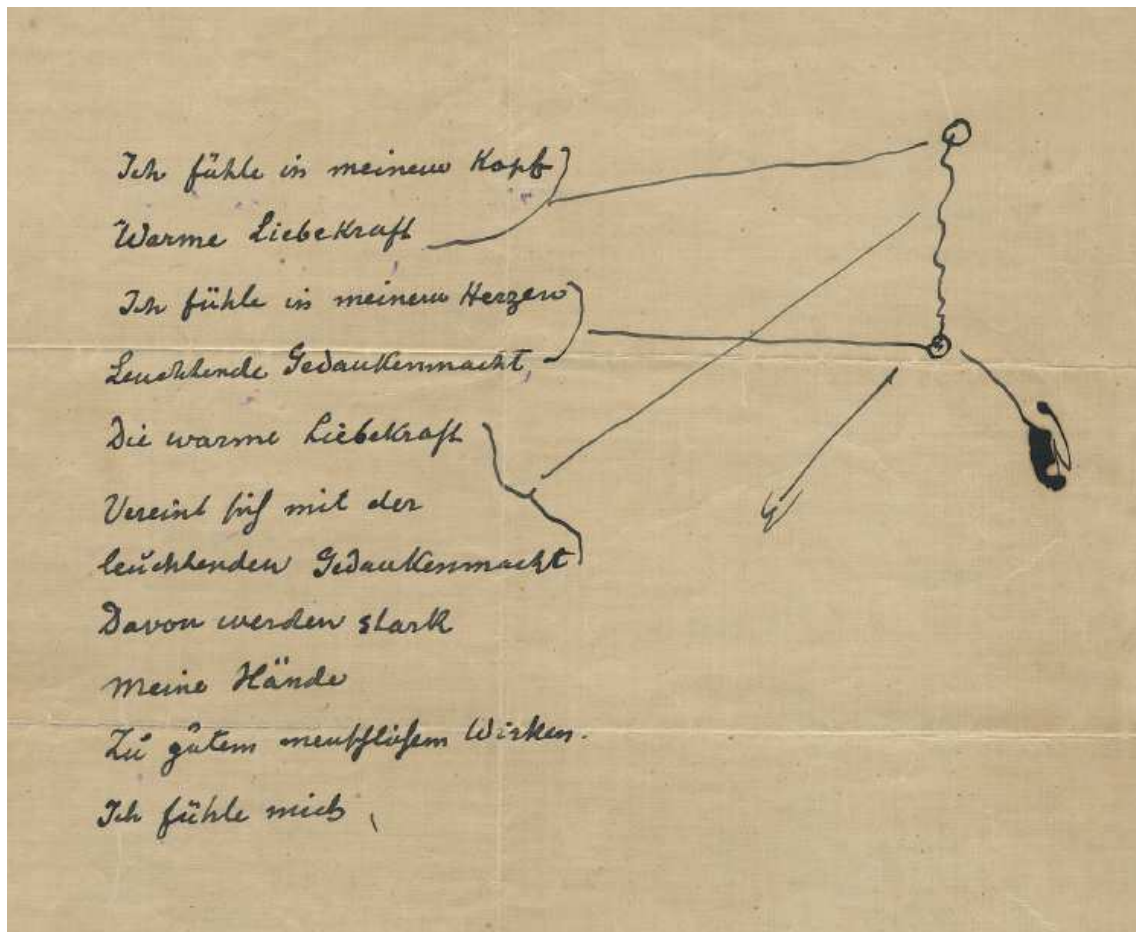 Ich fühle in meinem Kopf
Warme Liebekraft
Ich fühle in meinem Herzen
Leuchtende Gedankenmacht,
Die warme Liebekraft
Vereint sich mit der
leuchtenden Gedankenmacht
Davon werden stark
meine Hände
Zu gutem menschlichem Wirken.
Ich fühle mich